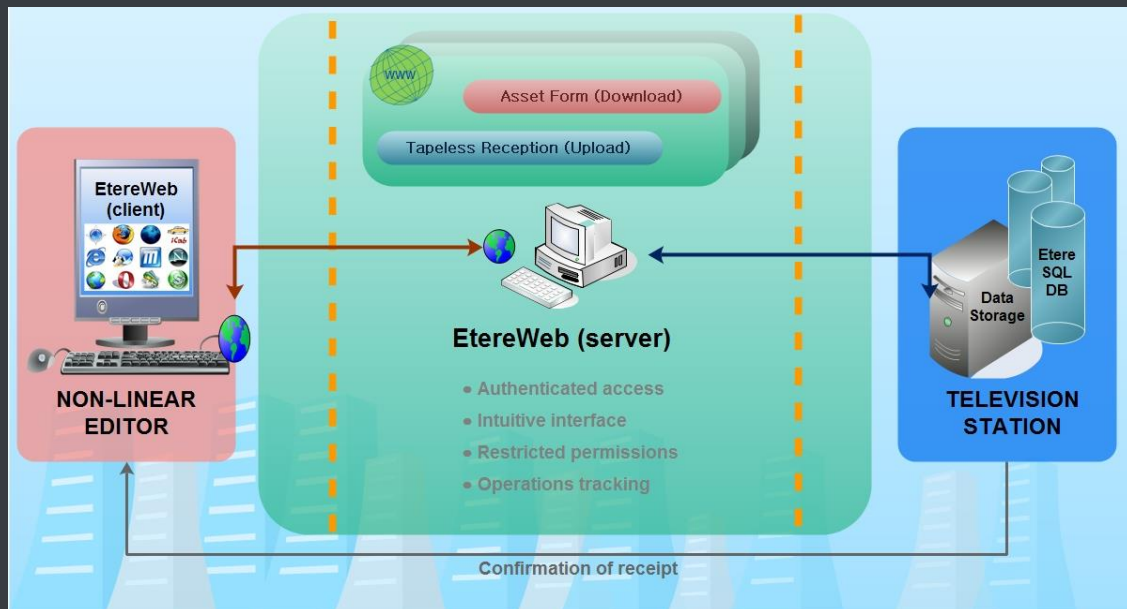 WWW
Asset Form (Download)
Tapeless Reception (Upload)
EtereWeb
(client)
iCab
NON-LINEAR
EDITOR
EtereWeb (server)
• Authenticated access
• Intuitive interface
• Restricted permissions
• Operations tracking
Data
Storage
Etere
SQL
DB
TELEVISION
STATION
Confirmation of receipt